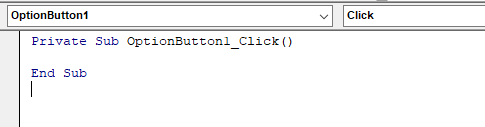 OptionButton1 Click
Private Sub OptionButton1_Click()
End Sub